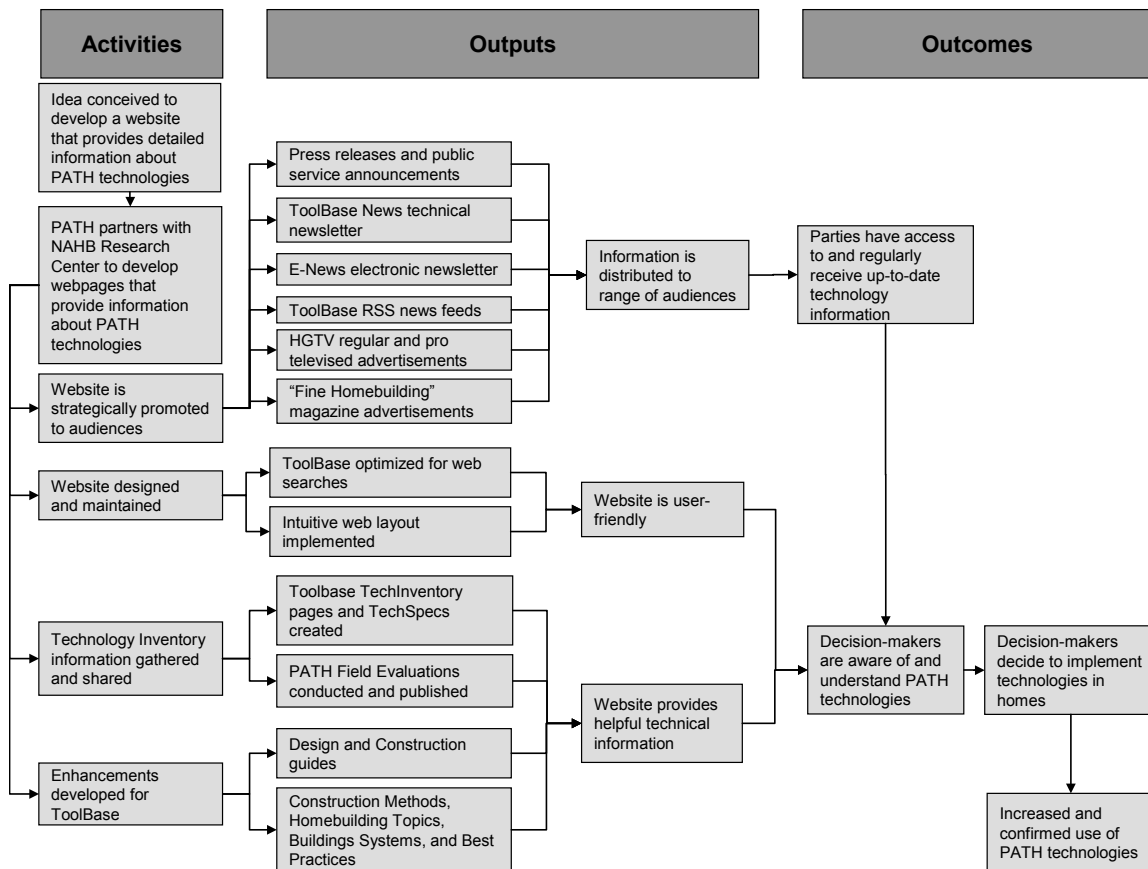 Activities
Outputs
Outcomes
Idea conceived to
develop a website
that provides detailed
information about
PATH technologies
PATH partners with
NAHB Research
Center to develop
webpages that
provide information
about PATH
technologies
Website is
strategically promoted
to audiences
Website designed
and maintained
Technology Inventory
information gathered
and shared
Enhancements
developed for
ToolBase
Press releases and public
service announcements
ToolBase News technical
newsletter
E-News electronic newsletter
ToolBase RSS news feeds
HGTV regular and pro
televised advertisements
“Fine Homebuilding”
magazine advertisements
ToolBase optimized for web
searches
Intuitive web layout
implemented
Toolbase TechInventory
pages and TechSpecs
created
PATH Field Evaluations
conducted and published
Design and Construction
guides
Construction Methods,
Homebuilding Topics,
Buildings Systems, and Best
Practices
Information is
distributed to
range of audiences
Website is user-
friendly
Website provides
helpful technical
information
Parties have access
to and regularly
receive up-to-date
technology
information
Decision-makers
are aware of and
understand PATH
technologies
Decision-makers
decide to implement
technologies in
homes
Increased and
confirmed use of
PATH technologies